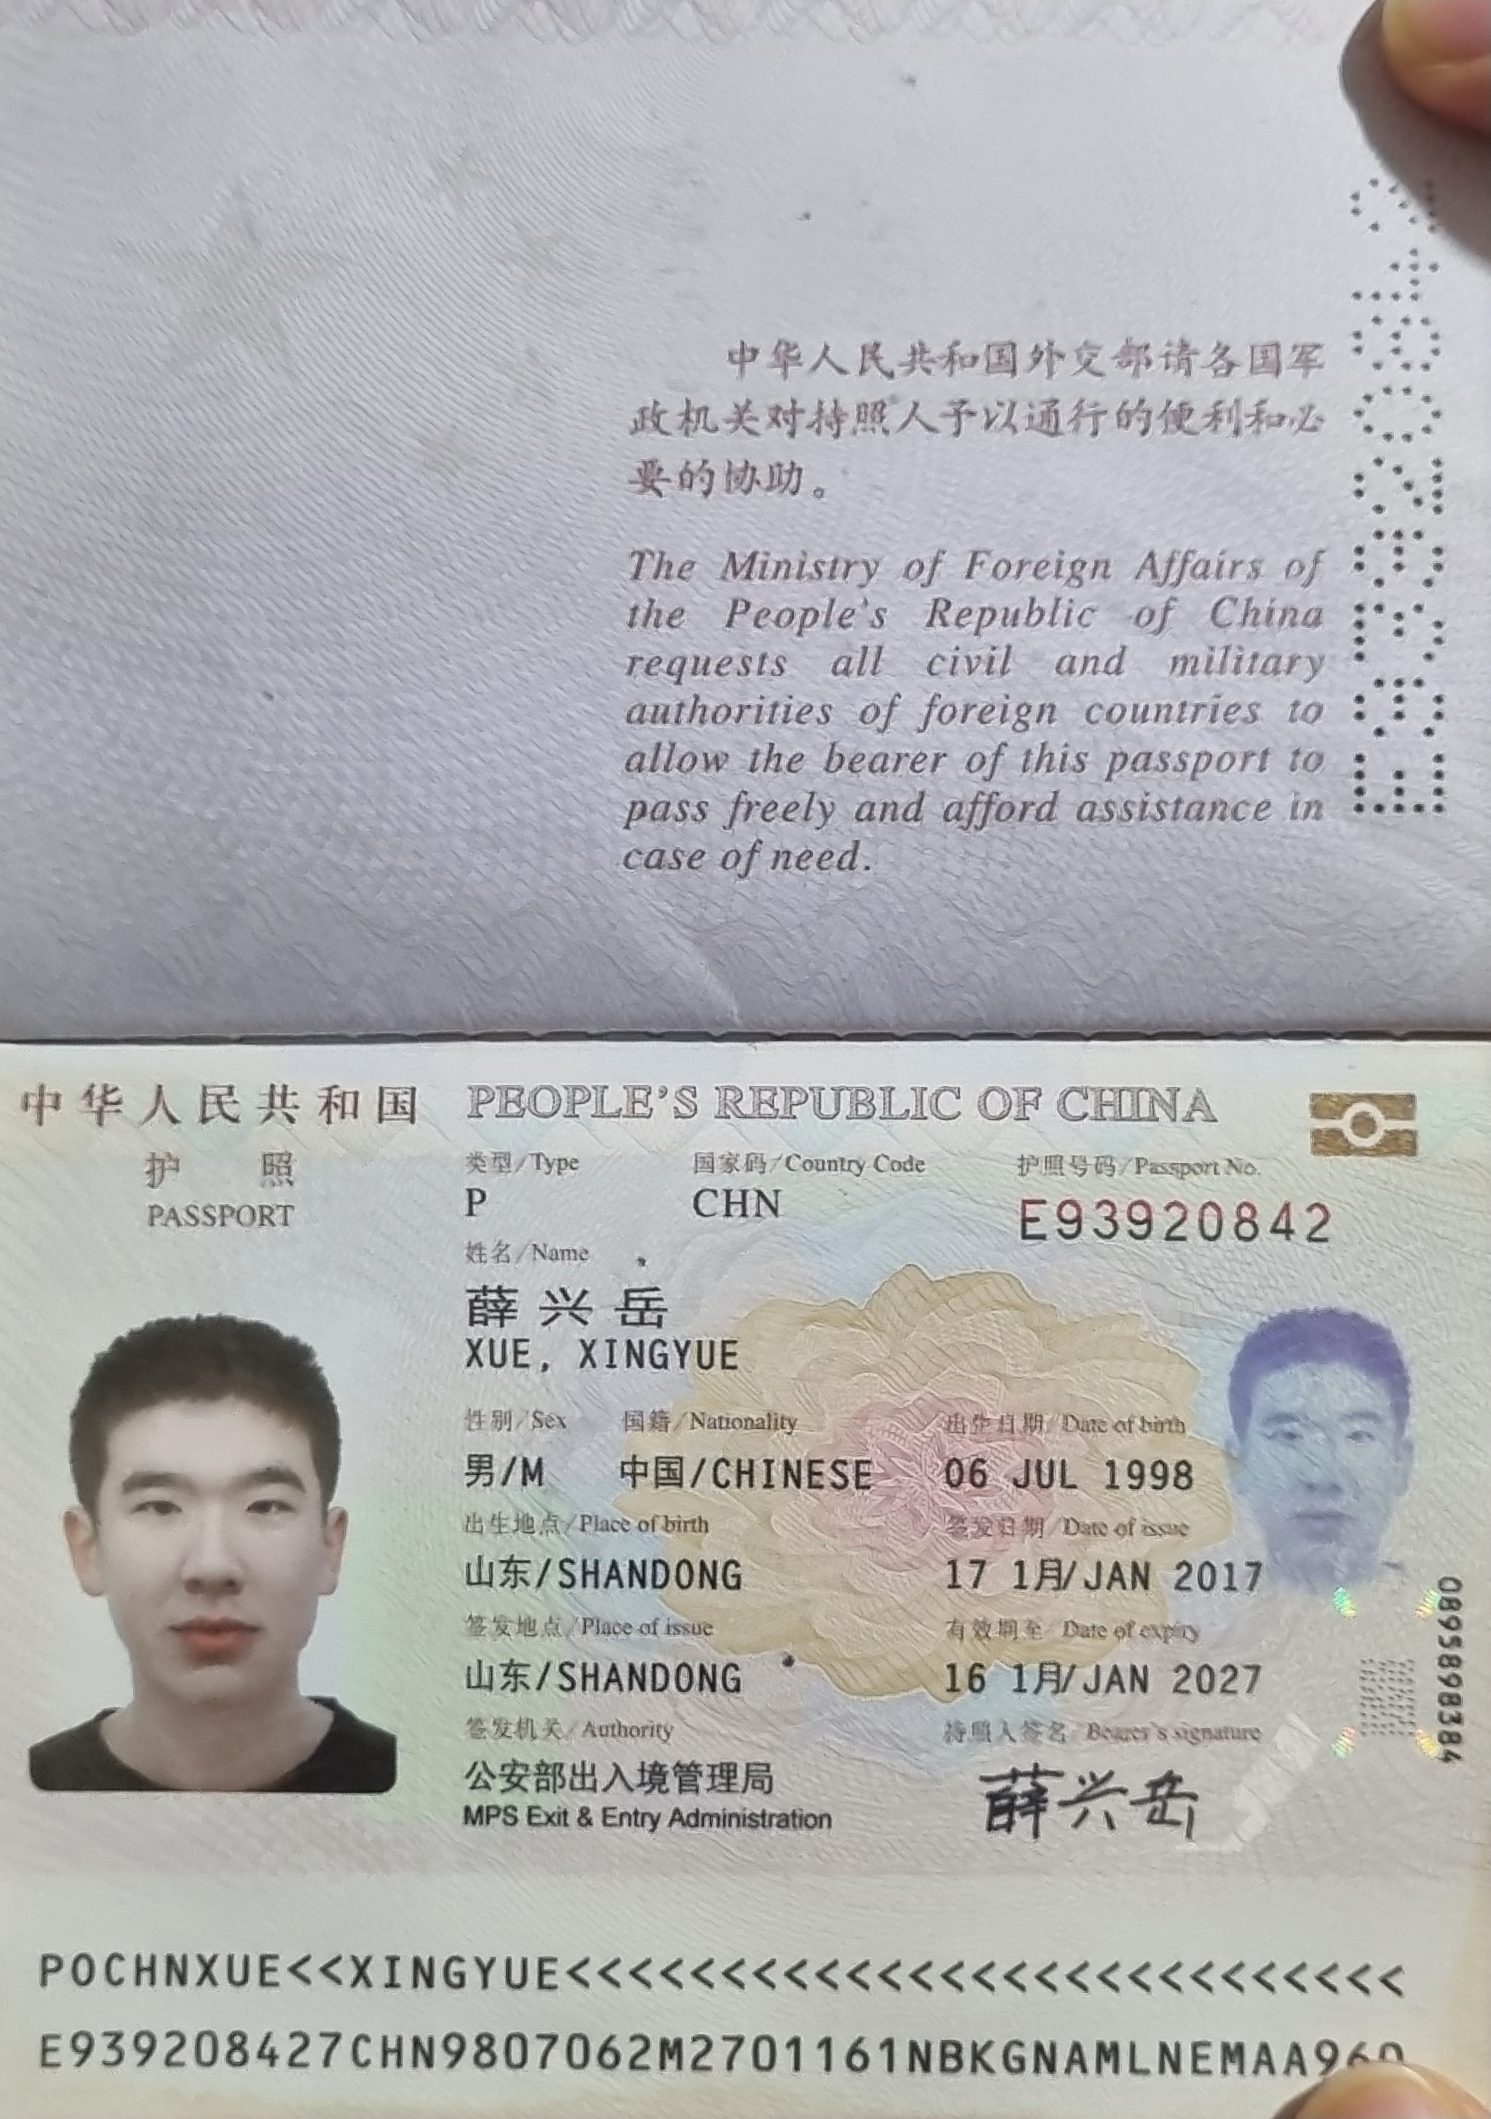 中华人民共和国外交部请各国军
政机关对持照人予以通行的便利和必
要的协助。
The Ministry of Foreign Affairs of
the People's Republic of China
requests all civil and military
authorities of foreign countries to
allow the bearer of this passport to
pass freely and afford assistance in
case of need.
中华人民共和国 PEOPLE'S REPUBLIC OF CHINA
护 照
PASSPORT
类型/Type 国家码/Country Code 护照号码/Passport No.
P CHN E93920842
姓名/Name
薛兴岳
XUE, XINGYUE
性别/Sex 国籍/Nationality 出生日期/Date of birth
男/M 中国/CHINESE 06 JUL 1998
出生地点/Place of birth 签发日期/Date of issue
山东/SHANDONG 17 1月/JAN 2017
签发地点/Place of issue 有效期至/Date of expiry
山东/SHANDONG 16 1月/JAN 2027
签发机关/Authority 持照人签名/Bearer's signature
公安部出入境管理局 薛兴岳
MPS Exit & Entry Administration
0895898384
POCHNXUE<<XINGYUE<<<<<<<<<<<<<<<<<<<<<<<<<<<
E939208427CHN9807062M2701161NBKGNAMLNEMAA96